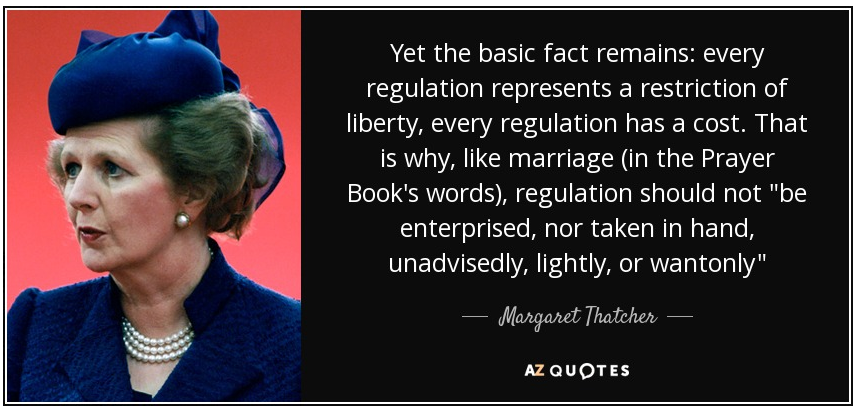 Yet the basic fact remains: every
regulation represents a restriction of
liberty, every regulation has a cost. That
is why, like marriage (in the Prayer
Book's words), regulation should not "be
enterprised, nor taken in hand,
unadvisedly, lightly, or wantonly"
Margaret Thatcher
AZ QUOTES